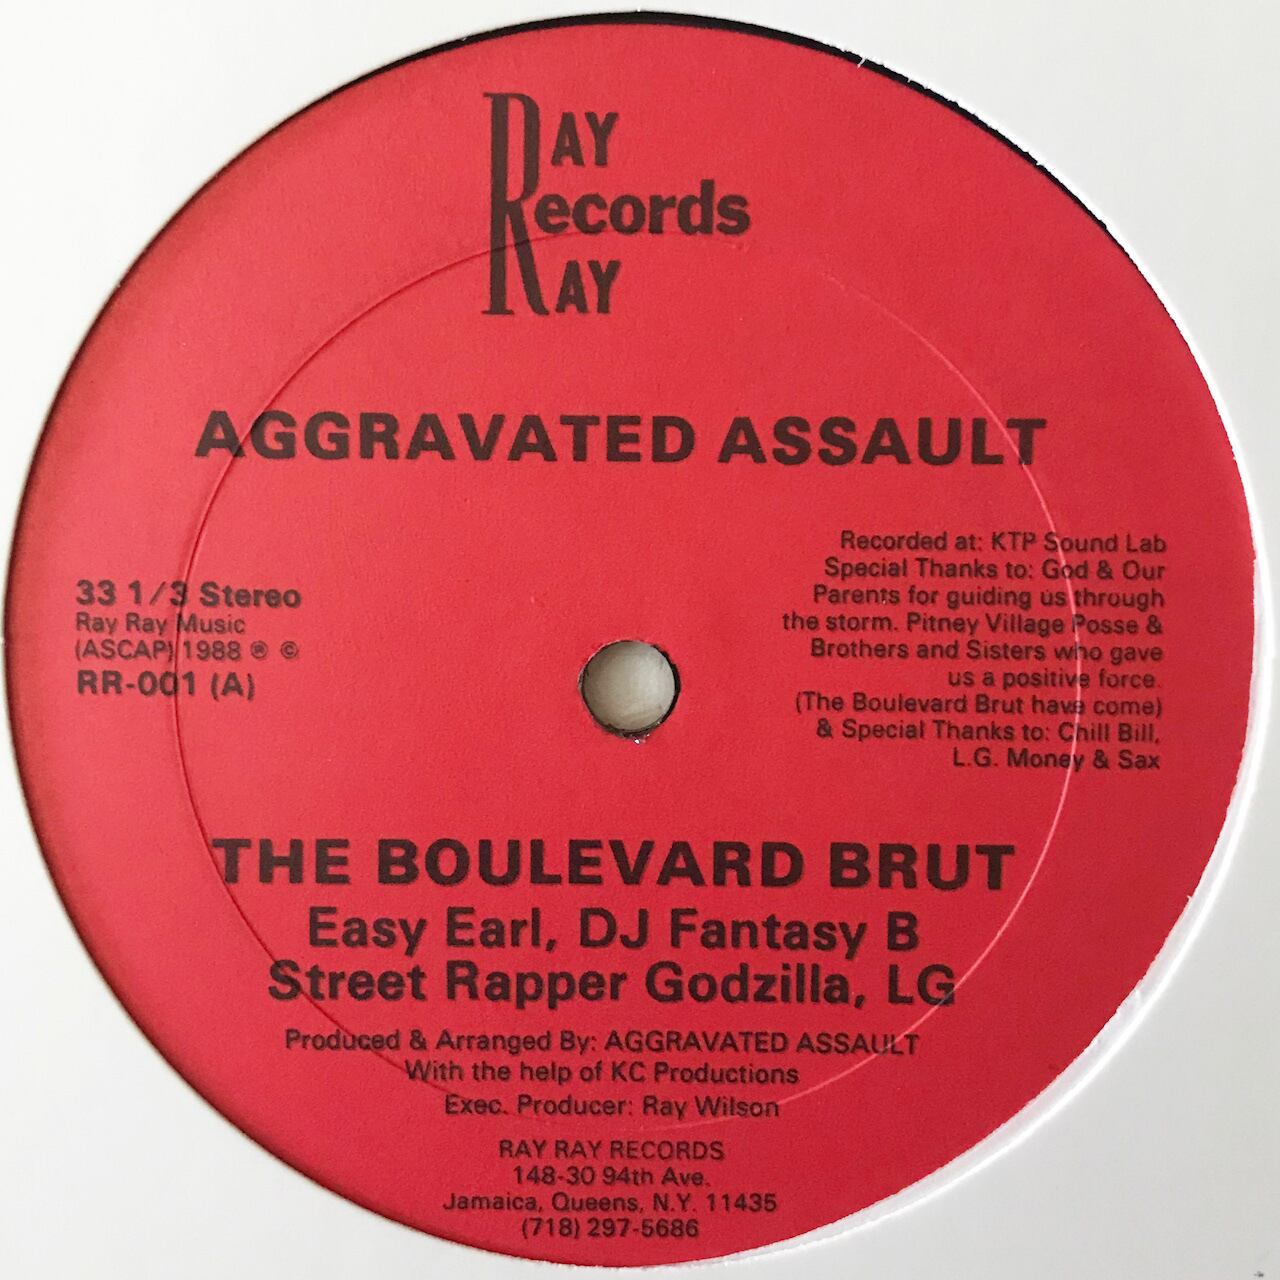 RAY
Records
RAY
AGGRAVATED ASSAULT
33 1/3 Stereo
Ray Ray Music
(ASCAP) 1988 ® ©
RR-001 (A)
Recorded at: KTP Sound Lab
Special Thanks to: God & Our
Parents for guiding us through
the storm. Pitney Village Posse &
Brothers and Sisters who gave
us a positive force.
(The Boulevard Brut have come)
& Special Thanks to: Chill Bill,
L.G. Money & Sax
THE BOULEVARD BRUT
Easy Earl, DJ Fantasy B
Street Rapper Godzilla, LG
Produced & Arranged By: AGGRAVATED ASSAULT
With the help of KC Productions
Exec. Producer: Ray Wilson
RAY RAY RECORDS
148-30 94th Ave.
Jamaica, Queens, N.Y. 11435
(718) 297-5686